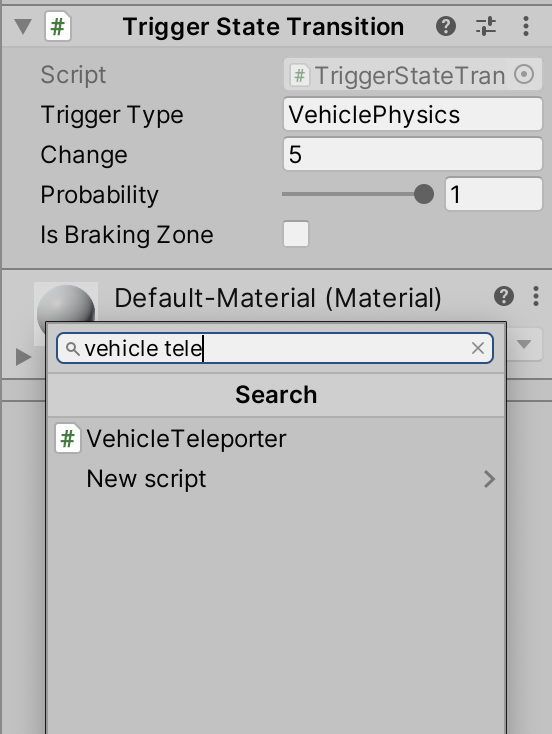 # Trigger State Transition
Script # TriggerStateTran
Trigger Type VehiclePhysics
Change 5
Probability 1
Is Braking Zone
Default-Material (Material)
vehicle tele
Search
# VehicleTeleporter
New script